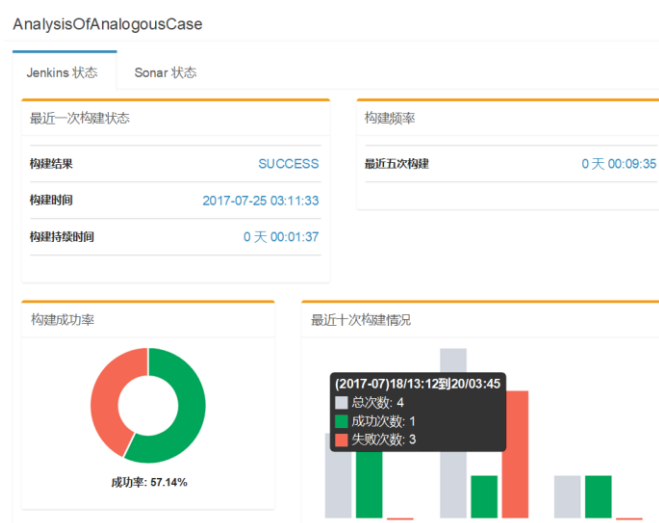 AnalysisOfAnalogousCase
Jenkins 状态 Sonar 状态
最近一次构建状态
构建结果 SUCCESS
构建时间 2017-07-25 03:11:33
构建持续时间 0 天 00:01:37
构建频率
最近五次构建 0 天 00:09:35
构建成功率
成功率: 57.14%
最近十次构建情况
(2017-07)18/13:12到20/03:45
总次数: 4
成功次数: 1
失败次数: 3